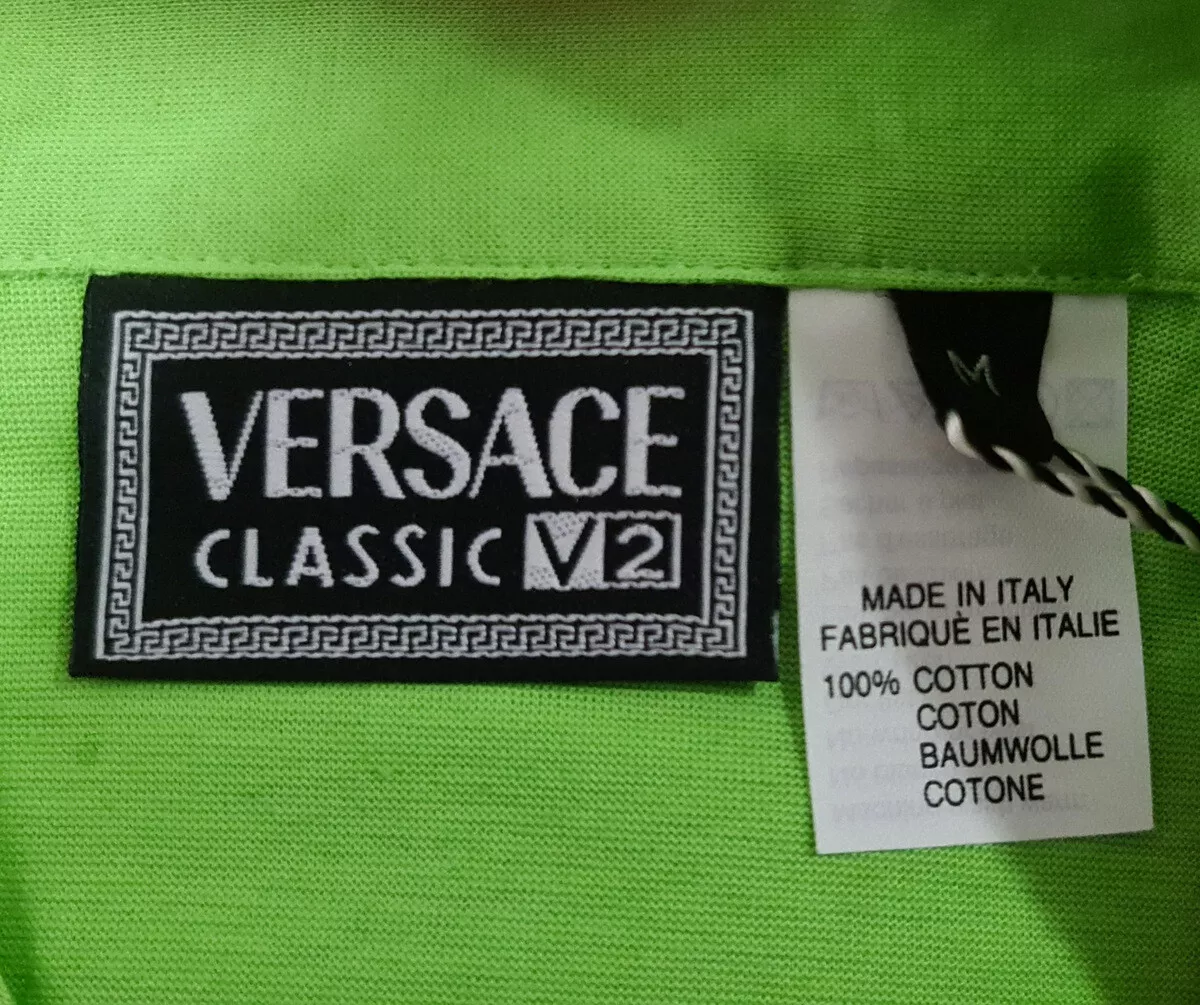 VERSACE
CLASSIC V2
M
MADE IN ITALY
FABRIQUÈ EN ITALIE
100% COTTON
COTON
BAUMWOLLE
COTONE